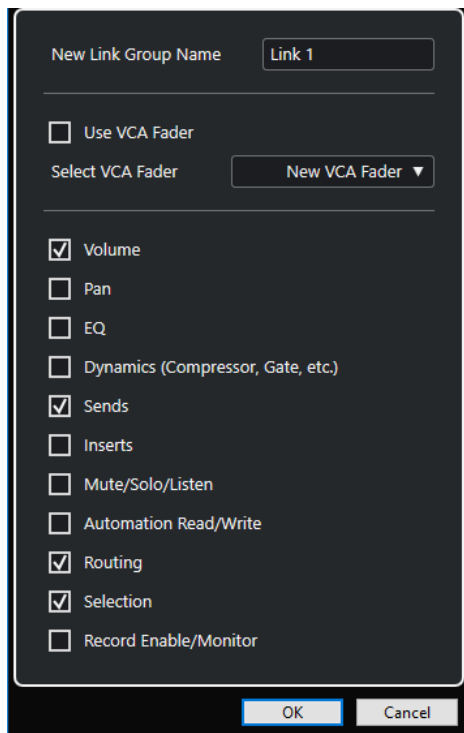 New Link Group Name Link 1
Use VCA Fader
Select VCA Fader New VCA Fader
Volume
Pan
EQ
Dynamics (Compressor, Gate, etc.)
Sends
Inserts
Mute/Solo/Listen
Automation Read/Write
Routing
Selection
Record Enable/Monitor
OK Cancel